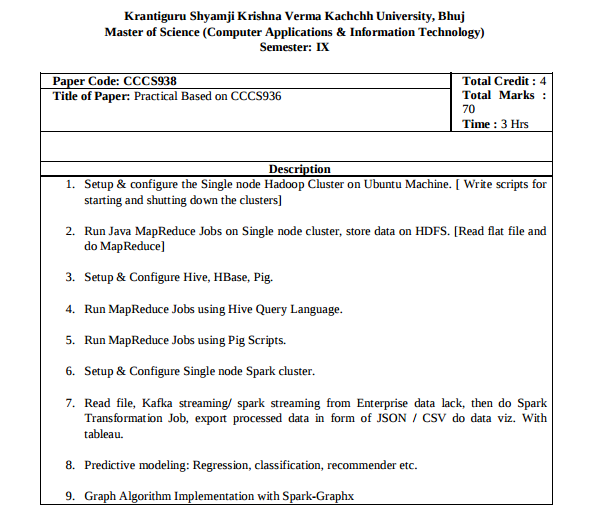 Krantiguru Shyamji Krishna Verma Kachchh University, Bhuj
Master of Science (Computer Applications & Information Technology)
Semester: IX
Paper Code: CCCS938
Title of Paper: Practical Based on CCCS936
Total Credit : 4
Total Marks :
70
Time : 3 Hrs
Description
1. Setup & configure the Single node Hadoop Cluster on Ubuntu Machine. [ Write scripts for
starting and shutting down the clusters]
2. Run Java MapReduce Jobs on Single node cluster, store data on HDFS. [Read flat file and
do MapReduce]
3. Setup & Configure Hive, HBase, Pig.
4. Run MapReduce Jobs using Hive Query Language.
5. Run MapReduce Jobs using Pig Scripts.
6. Setup & Configure Single node Spark cluster.
7. Read file, Kafka streaming/ spark streaming from Enterprise data lack, then do Spark
Transformation Job, export processed data in form of JSON / CSV do data viz. With
tableau.
8. Predictive modeling: Regression, classification, recommender etc.
9. Graph Algorithm Implementation with Spark-Graphx